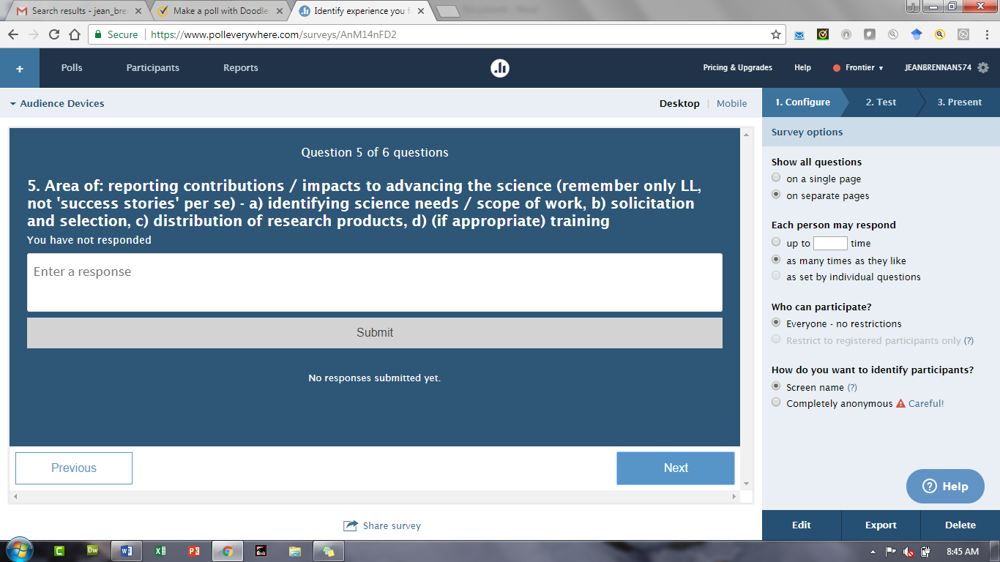 Search results - jean_bre
Make a poll with Doodle
Identify experience you f
Secure
https://www.polleverywhere.com/surveys/AnM14nFD2
+
Polls
Participants
Reports
Pricing & Upgrades
Help
Frontier
JEANBRENNAN574
Audience Devices
Desktop | Mobile
1. Configure
2. Test
3. Present
Question 5 of 6 questions
5. Area of: reporting contributions / impacts to advancing the science (remember only LL,
not 'success stories' per se) - a) identifying science needs / scope of work, b) solicitation
and selection, c) distribution of research products, d) (if appropriate) training
You have not responded
Enter a response
Submit
No responses submitted yet.
Previous
Next
Share survey
Survey options
Show all questions
on a single page
on separate pages
Each person may respond
up to time
as many times as they like
as set by individual questions
Who can participate?
Everyone - no restrictions
Restrict to registered participants only (?)
How do you want to identify participants?
Screen name (?)
Completely anonymous Careful!
Help
Edit
Export
Delete
8:45 AM